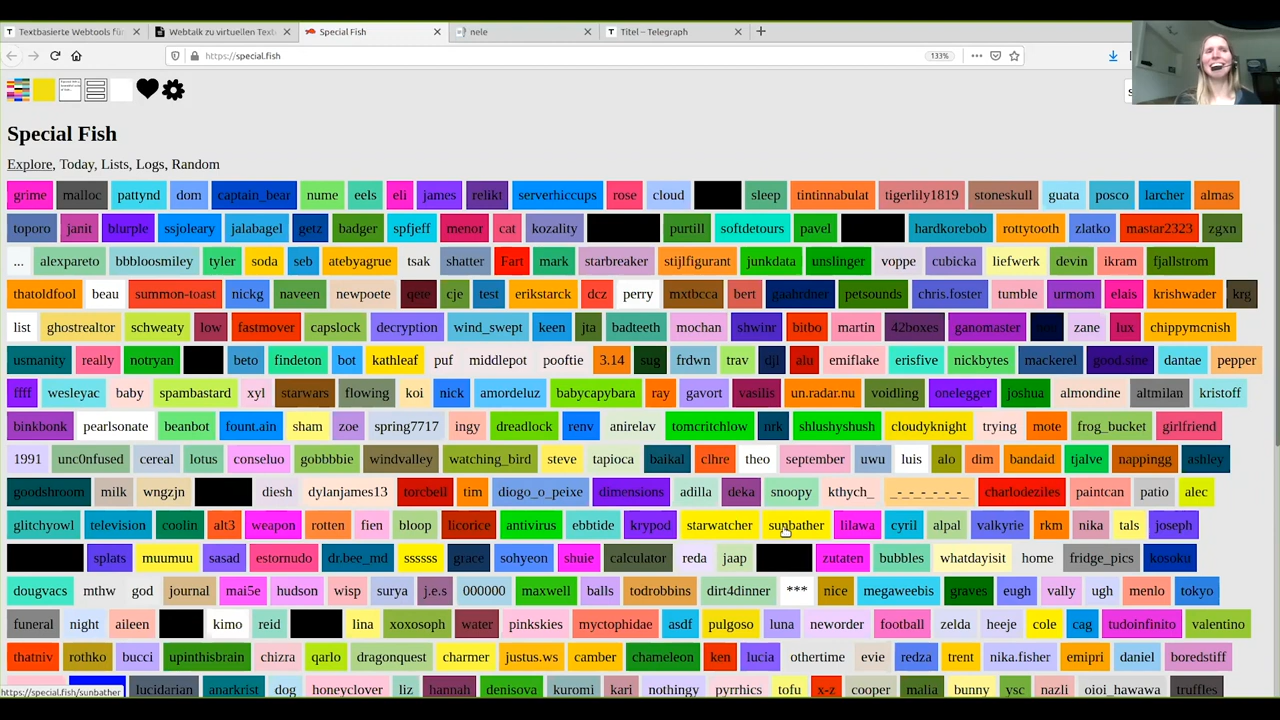 Textbasierte Webtools fü
Webtalk zu virtuellen Text
Special Fish
nele
Titel – Telegraph
https://special.fish
133%
Special Fish
Explore, Today, Lists, Logs, Random
grime malloc pattynd dom captain_bear nume eels eli james relikt serverhiccups rose cloud sleep tintinnabulat tigerlily1819 stoneskull guata posco larcher almas
toporo janit blurple ssjoleary jalabagel getz badger spfjeff menor cat kozality purtill softdetours pavel hardkorebob rottytooth zlatko mastar2323 zgxn
... alexpareto bbbloosmiley tyler soda seb atebyagrue tsak shatter Fart mark starbreaker stijlfigurant junkdata unslinger voppe cubicka liefwerk devin ikram fjallstrom
thatoldfool beau summon-toast nickg naveen newpoete qete cje test erikstarck dcz perry mxtbcca bert gaahrdner petsounds chris.foster tumble urmom elais krishwader krg
list ghostrealtor schweaty low fastmover capslock decryption wind_swept keen jta badteeth mochan shwinr bitbo martin 42boxes ganomaster zane lux chippymcnish
usmanity really notryan beto findeton bot kathleaf puf middlepot pooftie 3.14 sug frdwn trav djl alu emiflake erisfive nickbytes mackerel good.sine dantae pepper
ffff wesleyac baby spambastard xyl starwars flowing koi nick amordeluz babycapybara ray gavort vasilis un.radar.nu voidling onelegger joshua almondine altmilan kristoff
binkbonk pearlsonate beanbot fount.ain sham zoe spring7717 ingy dreadlock renv anirelav tomcritchlow nrk shlushyshush cloudyknight trying mote frog_bucket girlfriend
1991 unc0nfused cereal lotus conseluo gobbbbie windvalley watching_bird steve tapioca baikal clhre theo september uwu luis alo dim bandaid tjalve nappingg ashley
goodshroom milk wngzjn diesh dylanjames13 torcbell tim diogo_o_peixe dimensions adilla deka snoopy kthych_ _-_-_-_-_-_ charlodeziles paintcan patio alec
glitchyowl television coolin alt3 weapon rotten fien bloop licorice antivirus ebbtide krypod starwatcher sunbather lilawa cyril alpal valkyrie rkm nika tals joseph
splats muumuu sasad estornudo dr.bee_md ssssss grace sohyeon shuie calculator reda jaap zutaten bubbles whatdayisit home fridge_pics kosoku
dougvacs mthw god journal mai5e hudson wisp surya j.e.s 000000 maxwell balls todrobbins dirt4dinner *** nice megaweebis graves eugh vally ugh menlo tokyo
funeral night aileen kimo reid lina xoxosoph water pinkskies myctophidae asdf pulgoso luna neworder football zelda heeje cole cag tudoinfinito valentino
thatniv rothko bucci upinthisbrain chizra qarlo dragonquest charmer justus.ws camber chameleon ken lucia othertime evie redza trent nika.fisher emipri daniel boredstiff
https://special.fish/sunbather lucidarian anarkrist dog honeyclover liz hannah denisova kuromi kari nothingy pyrrhics tofu x-z cooper malia bunny ysc nazli oioi_hawawa truffles